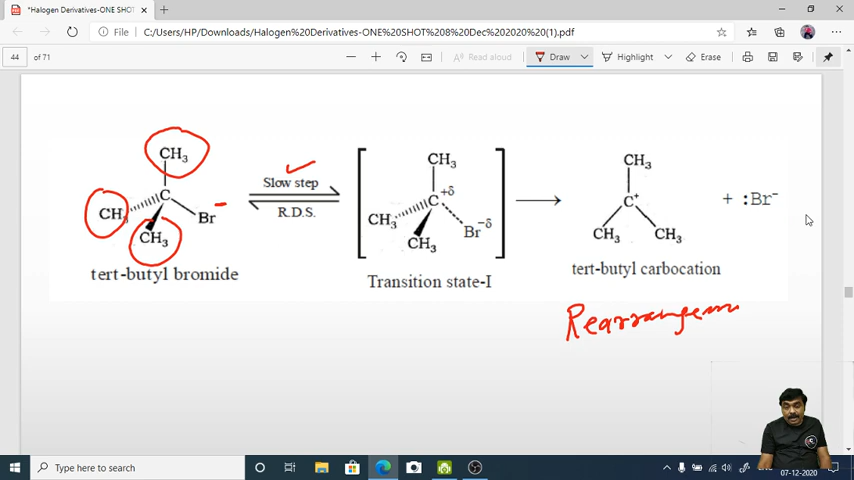 *Halogen Derivatives-ONE SHOT
File
C:/Users/HP/Downloads/Halogen%20Derivatives-ONE%20SHOT%208%20Dec%202020%20(1).pdf
44 of 71
Read aloud
Draw
Highlight
Erase
CH3
CH3
CH3
Br
-
tert-butyl bromide
Slow step
R.D.S.
CH3
C+δ
CH3
CH3
Br-δ
Transition state-I
CH3
C+
CH3
CH3
tert-butyl carbocation
+ :Br-
Rearrangem
Type here to search
07-12-2020